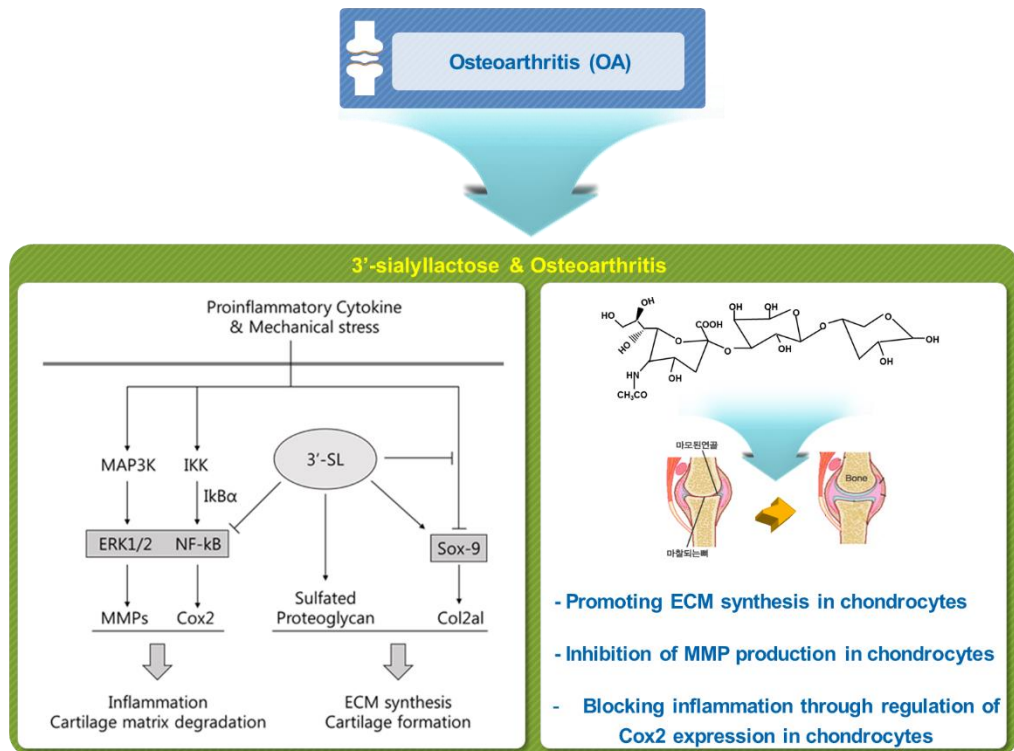 Osteoarthritis (OA)
3’-sialyllactose & Osteoarthritis
Proinflammatory Cytokine
& Mechanical stress
MAP3K
IKK
3’-SL
IkBα
ERK1/2
NF-kB
Sox-9
MMPs
Cox2
Sulfated
Proteoglycan
Col2al
Inflammation
Cartilage matrix degradation
ECM synthesis
Cartilage formation
OH
OH
HO
HO
COOH
O
OH
HN
CH₃CO
O
OH
OH
O
OH
O
O
OH
OH
마모된연골
Bone
마찰되는뼈
- Promoting ECM synthesis in chondrocytes
- Inhibition of MMP production in chondrocytes
- Blocking inflammation through regulation of
Cox2 expression in chondrocytes